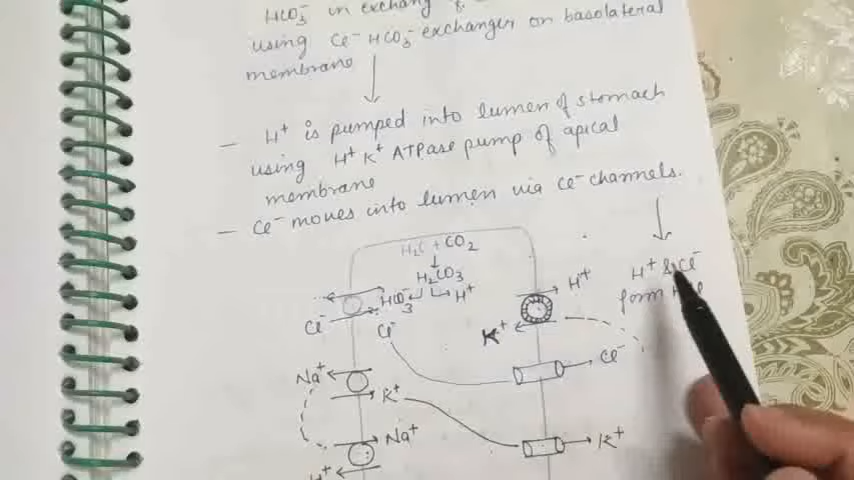 HCO3⁻ in exchang
using Cl⁻ HCO3⁻ exchanger on basolateral
membrane
- H⁺ is pumped into lumen of stomach
using H⁺ K⁺ ATPase pump of apical
membrane
- Cl⁻ moves into lumen via Cl⁻ channels.
H⁺ & Cl⁻
form
CO2
H2CO3
HCO3⁻ H⁺
H⁺
Cl⁻ Cl⁻
K⁺
Cl⁻
Na⁺
K⁺
Na⁺
K⁺
H⁺